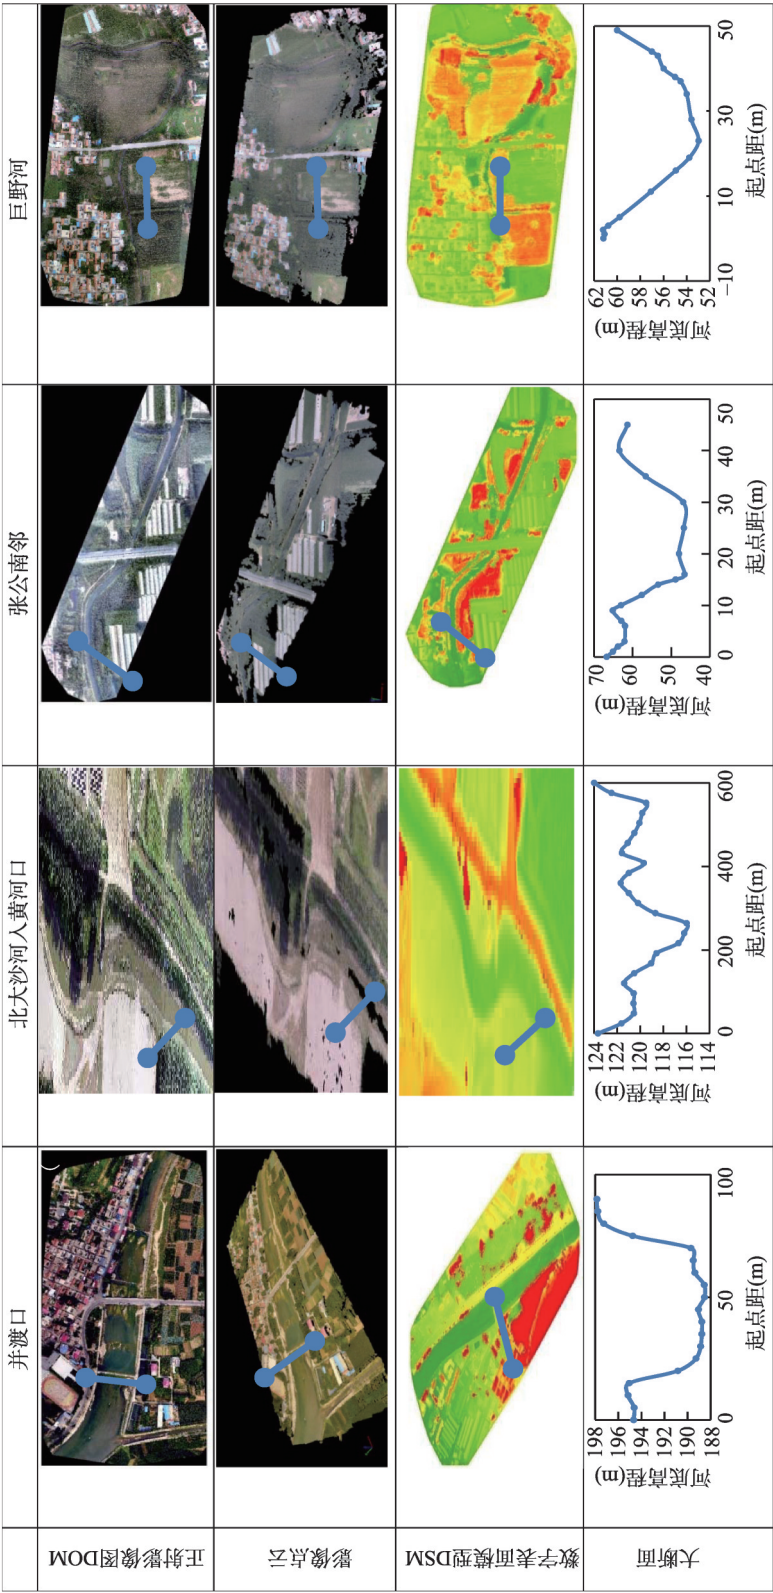 并渡口
北大沙河入黄河口
张公南邻
巨野河
正射影像图DOM
影像点云
数字表面模型DSM
大断面
河底高程(m)
198
196
194
192
190
188
0
50
100
起点距(m)
河底高程(m)
124
122
120
118
116
114
0
200
400
600
起点距(m)
河底高程(m)
70
60
50
40
0
10
20
30
40
50
起点距(m)
河底高程(m)
62
60
58
56
54
52
-10
10
30
50
起点距(m)